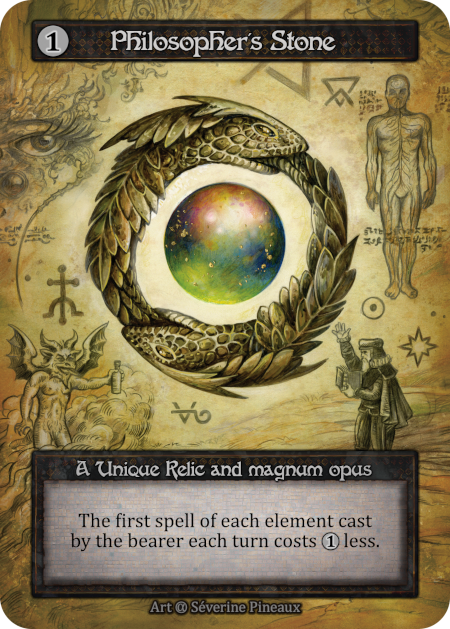 1
Philosopher's Stone
A Unique Relic and magnum opus
The first spell of each element cast
by the bearer each turn costs ① less.
Art @ Séverine Pineaux